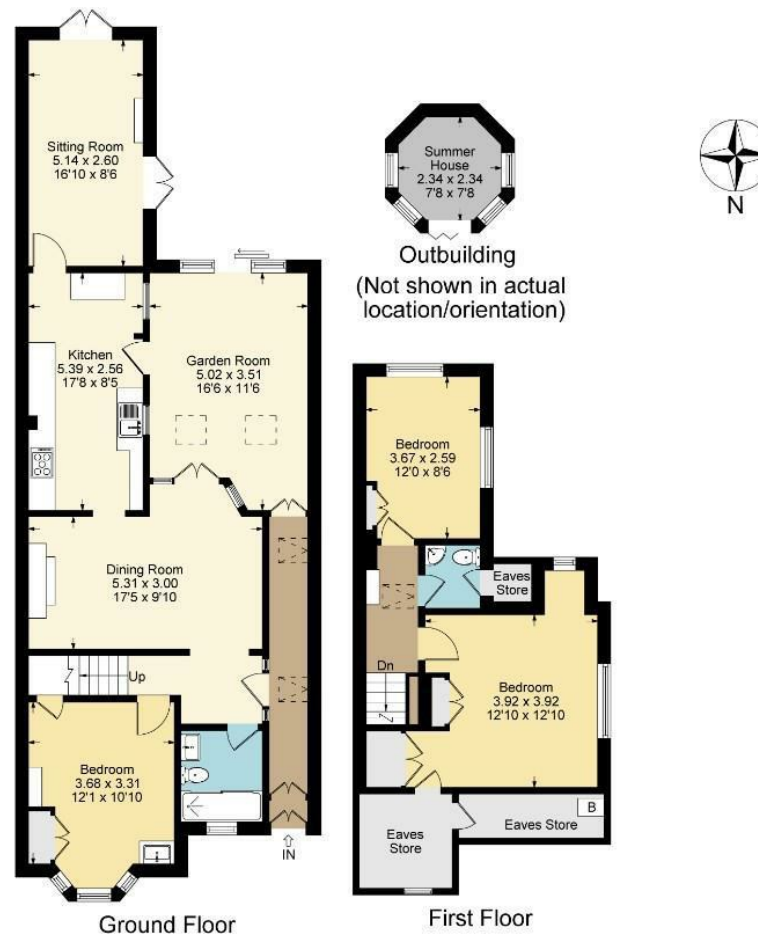 Sitting Room
5.14 x 2.60
16'10 x 8'6
Summer
House
2.34 x 2.34
7'8 x 7'8
N
Outbuilding
(Not shown in actual
location/orientation)
Kitchen
5.39 x 2.56
17'8 x 8'5
Garden Room
5.02 x 3.51
16'6 x 11'6
Dining Room
5.31 x 3.00
17'5 x 9'10
Up
Bedroom
3.68 x 3.31
12'1 x 10'10
IN
Ground Floor
Bedroom
3.67 x 2.59
12'0 x 8'6
Eaves
Store
Dn
Bedroom
3.92 x 3.92
12'10 x 12'10
Eaves
Store
Eaves Store
B
First Floor